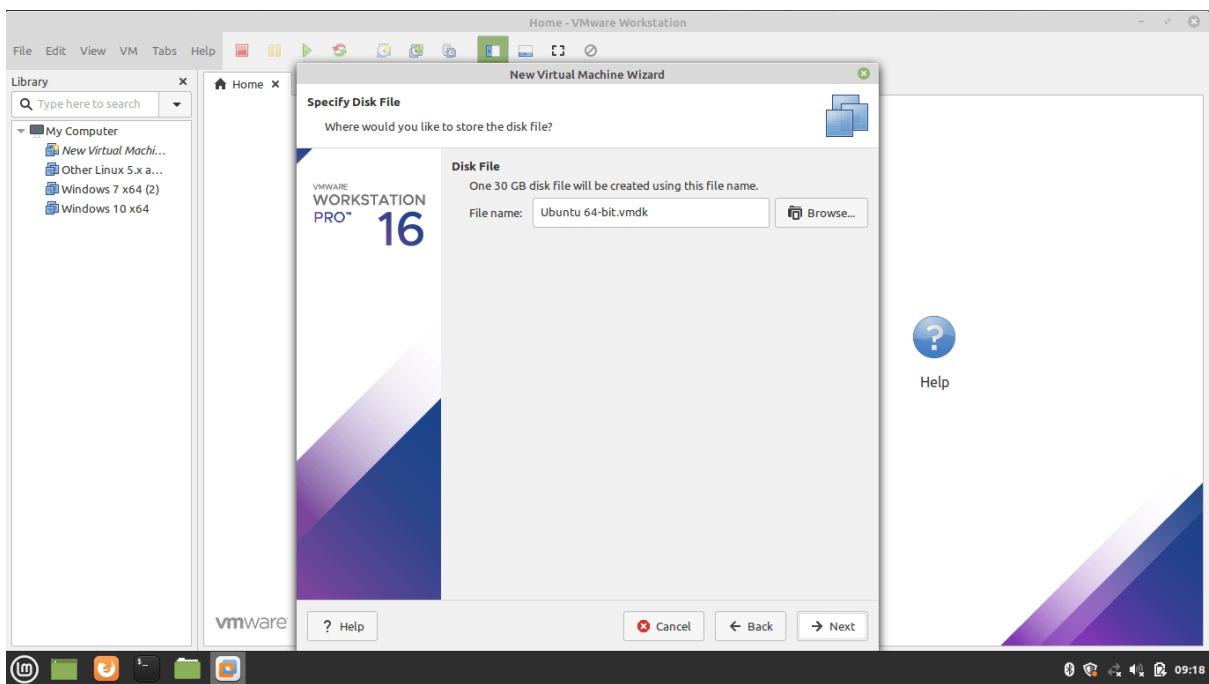 Home - VMware Workstation
File Edit View VM Tabs Help
Library
Type here to search
My Computer
New Virtual Machi...
Other Linux 5.x a...
Windows 7 x64 (2)
Windows 10 x64
Home
New Virtual Machine Wizard
Specify Disk File
Where would you like to store the disk file?
VMWARE
WORKSTATION
PRO™ 16
Disk File
One 30 GB disk file will be created using this file name.
File name: Ubuntu 64-bit.vmdk Browse...
Help
vmware
? Help Cancel Back Next
09:18